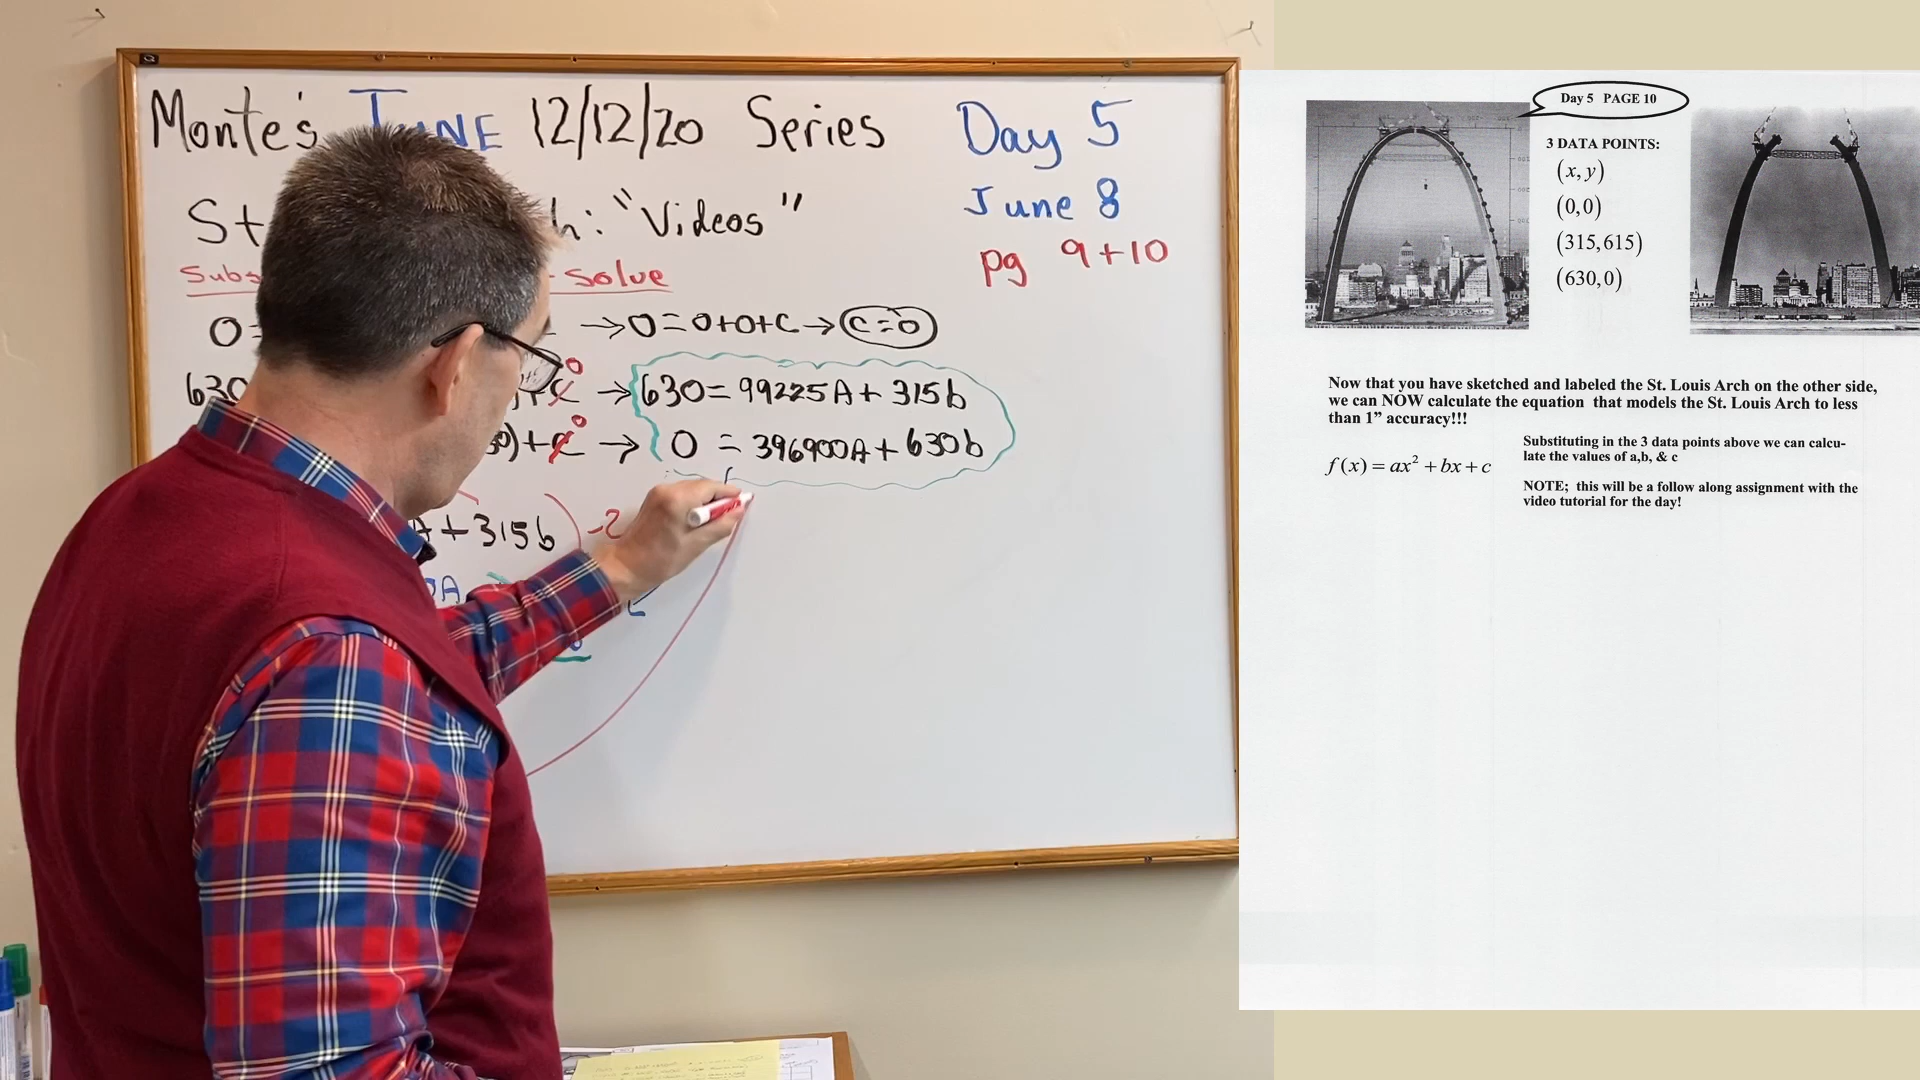 Monte's JUNE 12/12/20 Series Day 5
June 8
"Videos"
pg 9+10
Solve
0= →0=0+0+c→ c=0
630 →630=99225A+315b
+c 0 → 0=396900A+630b
+315b -2
Day 5 PAGE 10
3 DATA POINTS:
(x, y)
(0,0)
(315,615)
(630,0)
Now that you have sketched and labeled the St. Louis Arch on the other side,
we can NOW calculate the equation that models the St. Louis Arch to less
than 1” accuracy!!!
f(x) = ax² + bx + c
Substituting in the 3 data points above we can calcu-
late the values of a,b, & c
NOTE; this will be a follow along assignment with the
video tutorial for the day!